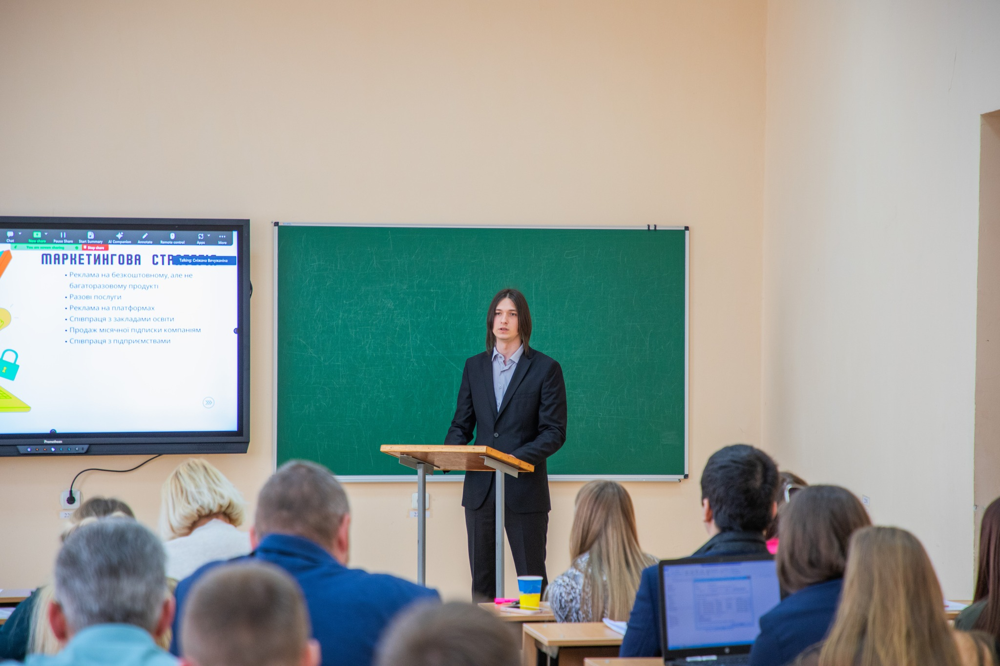 Chat
New share
Pause Share
Start Summary
AI Companion
Annotate
Remote control
Apps
More
You are screen sharing
Stop share
МАРКЕТИНГОВА
Talking: Сніжана Вичужаніна
• Реклама на безкоштовному, але не
багаторазовому продукті
• Разові послуги
• Реклама на платформах
• Співпраця з закладами освіти
• Продаж місячної підписки компаніям
• Співпраця з підприємствами
Promethean